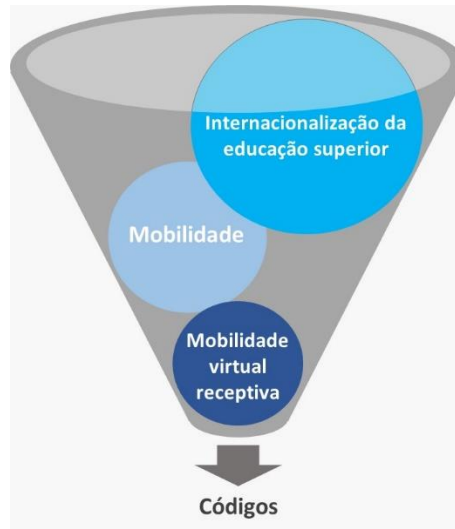 Internacionalização da
educação superior
Mobilidade
Mobilidade
virtual
receptiva
Códigos